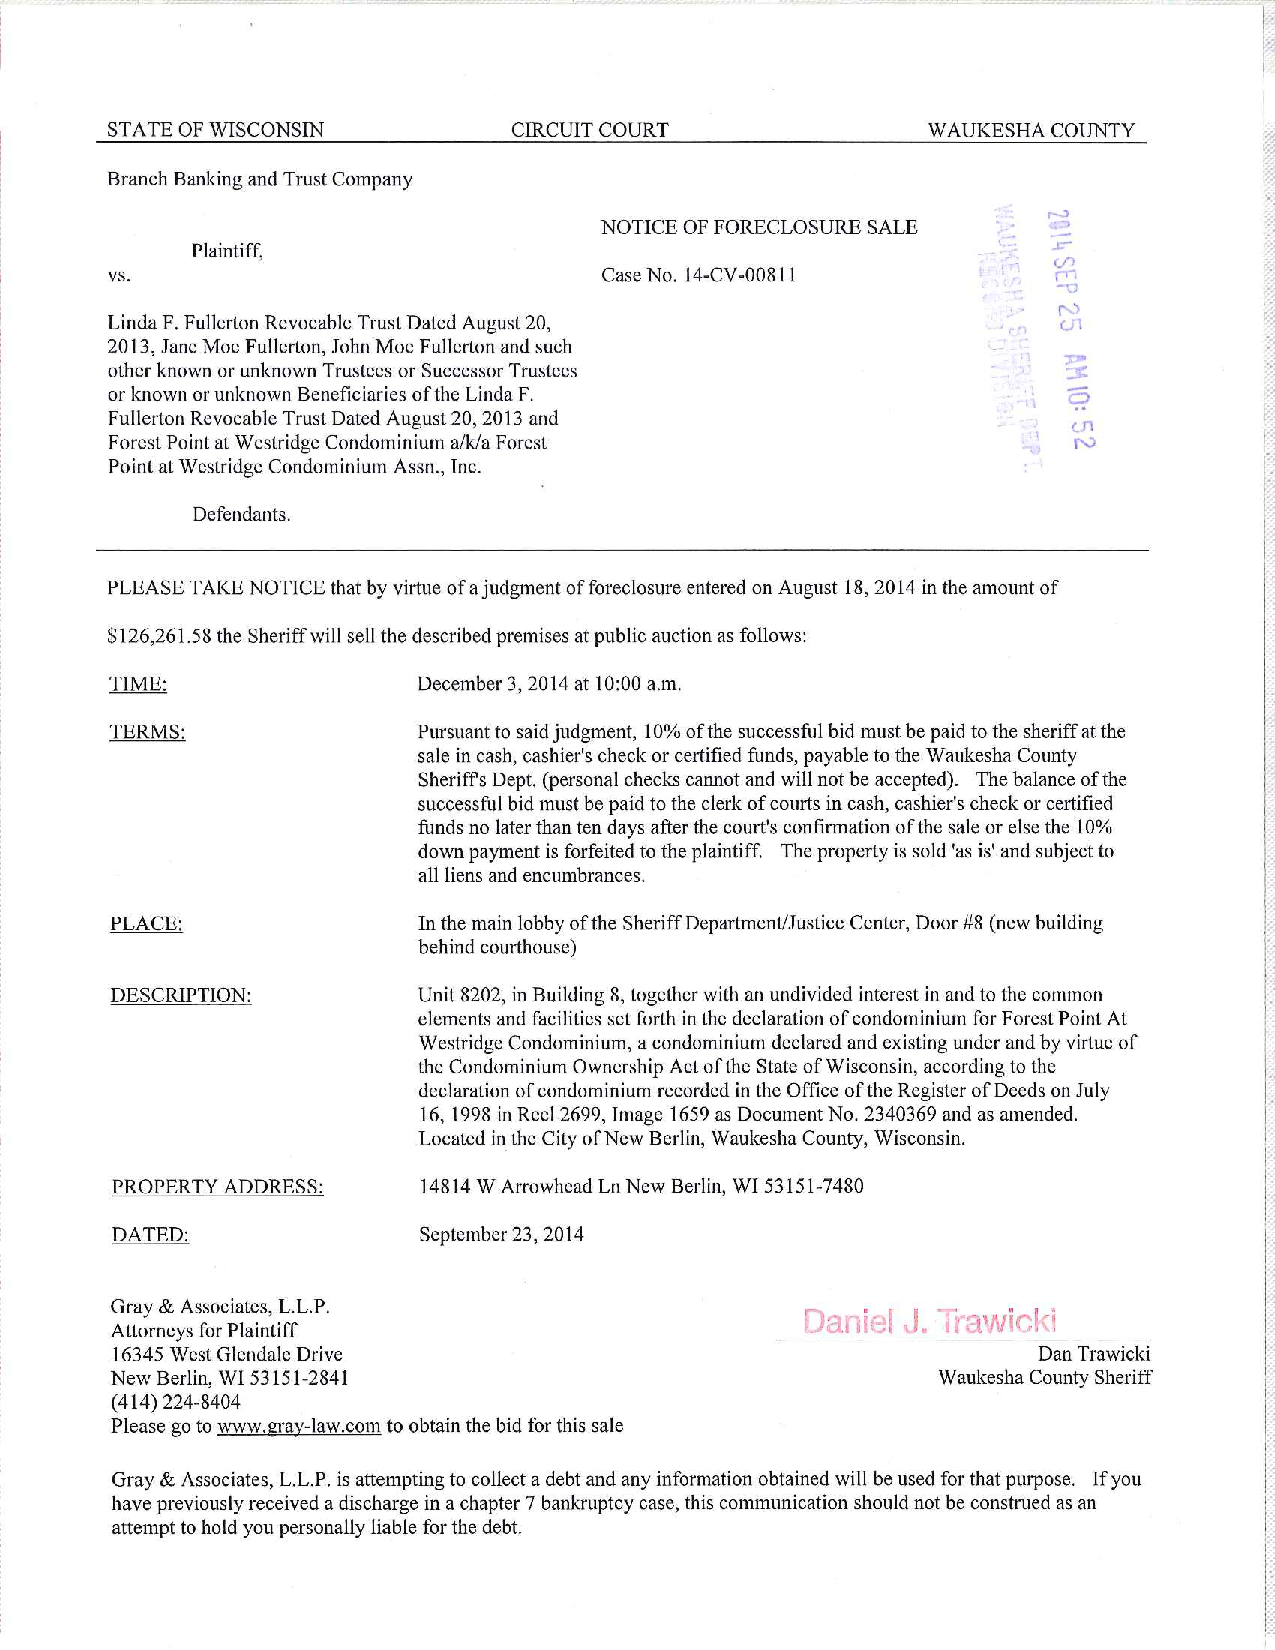 STATE OF WISCONSIN CIRCUIT COURT WAUKESHA COUNTY
Branch Banking and Trust Company
NOTICE OF FORECLOSURE SALE
Plaintiff,
vs. Case No. 14-CV-00811
Linda F. Fullerton Revocable Trust Dated August 20,
2013, Jane Moe Fullerton, John Moe Fullerton and such
other known or unknown Trustees or Successor Trustees
or known or unknown Beneficiaries of the Linda F.
Fullerton Revocable Trust Dated August 20, 2013 and
Forest Point at Westridge Condominium a/k/a Forest
Point at Westridge Condominium Assn., Inc.
Defendants.
2014 SEP 25 AM 10: 52
WAUKESHA SHERIFF DEPT.
PLEASE TAKE NOTICE that by virtue of a judgment of foreclosure entered on August 18, 2014 in the amount of
$126,261.58 the Sheriff will sell the described premises at public auction as follows:
TIME: December 3, 2014 at 10:00 a.m.
TERMS: Pursuant to said judgment, 10% of the successful bid must be paid to the sheriff at the
sale in cash, cashier's check or certified funds, payable to the Waukesha County
Sheriff's Dept. (personal checks cannot and will not be accepted). The balance of the
successful bid must be paid to the clerk of courts in cash, cashier's check or certified
funds no later than ten days after the court's confirmation of the sale or else the 10%
down payment is forfeited to the plaintiff. The property is sold 'as is' and subject to
all liens and encumbrances.
PLACE: In the main lobby of the Sheriff Department/Justice Center, Door #8 (new building
behind courthouse)
DESCRIPTION: Unit 8202, in Building 8, together with an undivided interest in and to the common
elements and facilities set forth in the declaration of condominium for Forest Point At
Westridge Condominium, a condominium declared and existing under and by virtue of
the Condominium Ownership Act of the State of Wisconsin, according to the
declaration of condominium recorded in the Office of the Register of Deeds on July
16, 1998 in Reel 2699, Image 1659 as Document No. 2340369 and as amended.
Located in the City of New Berlin, Waukesha County, Wisconsin.
PROPERTY ADDRESS: 14814 W Arrowhead Ln New Berlin, WI 53151-7480
DATED: September 23, 2014
Gray & Associates, L.L.P.
Attorneys for Plaintiff
16345 West Glendale Drive
New Berlin, WI 53151-2841
(414) 224-8404
Please go to www.gray-law.com to obtain the bid for this sale
Daniel J. Trawicki
Dan Trawicki
Waukesha County Sheriff
Gray & Associates, L.L.P. is attempting to collect a debt and any information obtained will be used for that purpose. If you
have previously received a discharge in a chapter 7 bankruptcy case, this communication should not be construed as an
attempt to hold you personally liable for the debt.